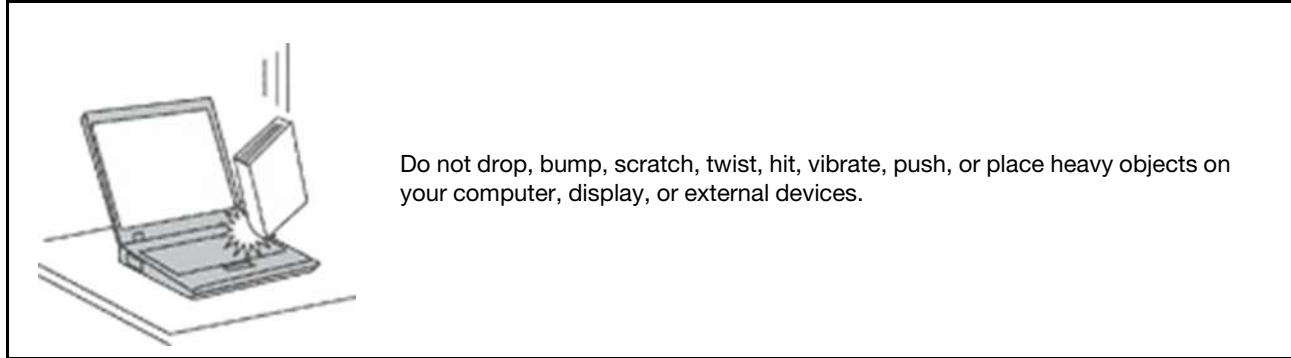 Do not drop, bump, scratch, twist, hit, vibrate, push, or place heavy objects on
your computer, display, or external devices.